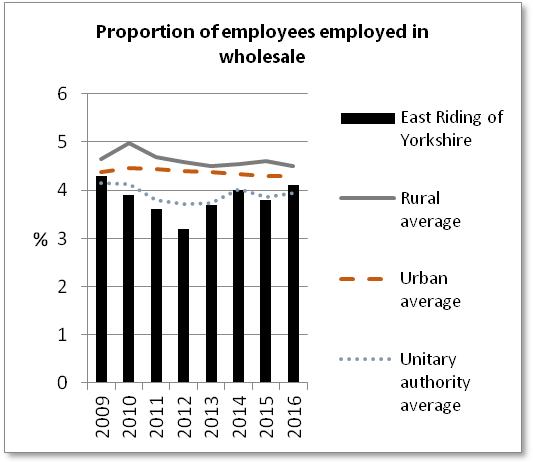 Proportion of employees employed in
wholesale
6
5
4
3
2
1
0
%
2009
2010
2011
2012
2013
2014
2015
2016
East Riding of
Yorkshire
Rural
average
Urban
average
Unitary
authority
average